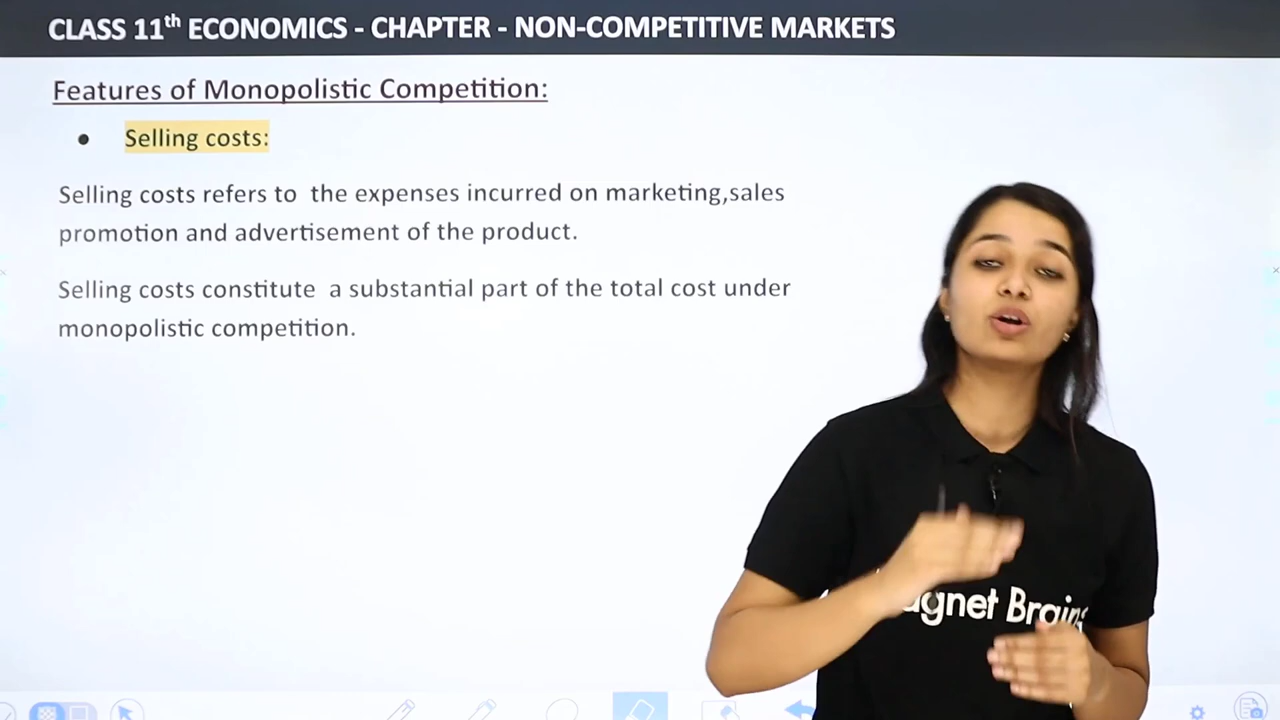 CLASS 11th ECONOMICS - CHAPTER - NON-COMPETITIVE MARKETS
Features of Monopolistic Competition:
● Selling costs:
Selling costs refers to the expenses incurred on marketing,sales
promotion and advertisement of the product.
Selling costs constitute a substantial part of the total cost under
monopolistic competition.